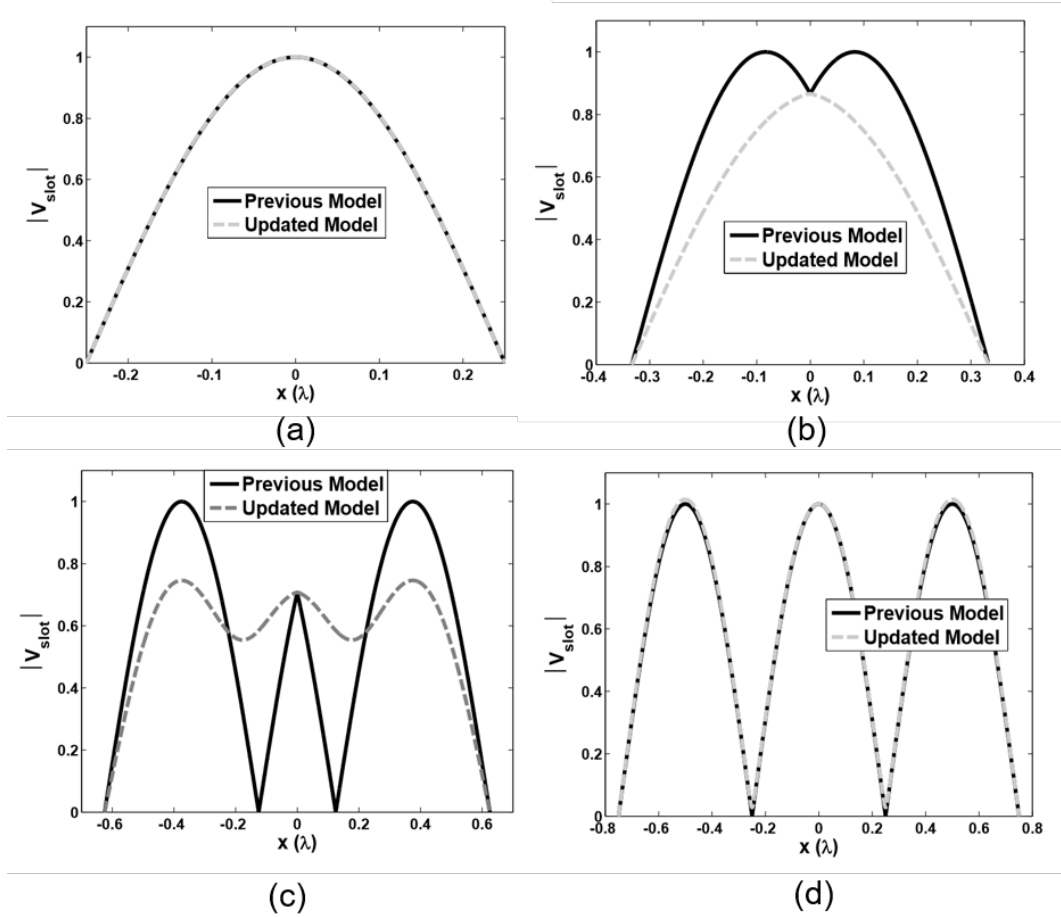 1
0.8
0.6
0.4
0.2
0
|V_slot|
Previous Model
Updated Model
-0.2 -0.1 0 0.1 0.2
x (λ)
(a)
1
0.8
0.6
0.4
0.2
0
|V_slot|
Previous Model
Updated Model
-0.4 -0.3 -0.2 -0.1 0 0.1 0.2 0.3 0.4
x (λ)
(b)
1
0.8
0.6
0.4
0.2
0
|V_slot|
Previous Model
Updated Model
-0.6 -0.4 -0.2 0 0.2 0.4 0.6
x (λ)
(c)
1
0.8
0.6
0.4
0.2
0
|V_slot|
Previous Model
Updated Model
-0.8 -0.6 -0.4 -0.2 0 0.2 0.4 0.6 0.8
x (λ)
(d)